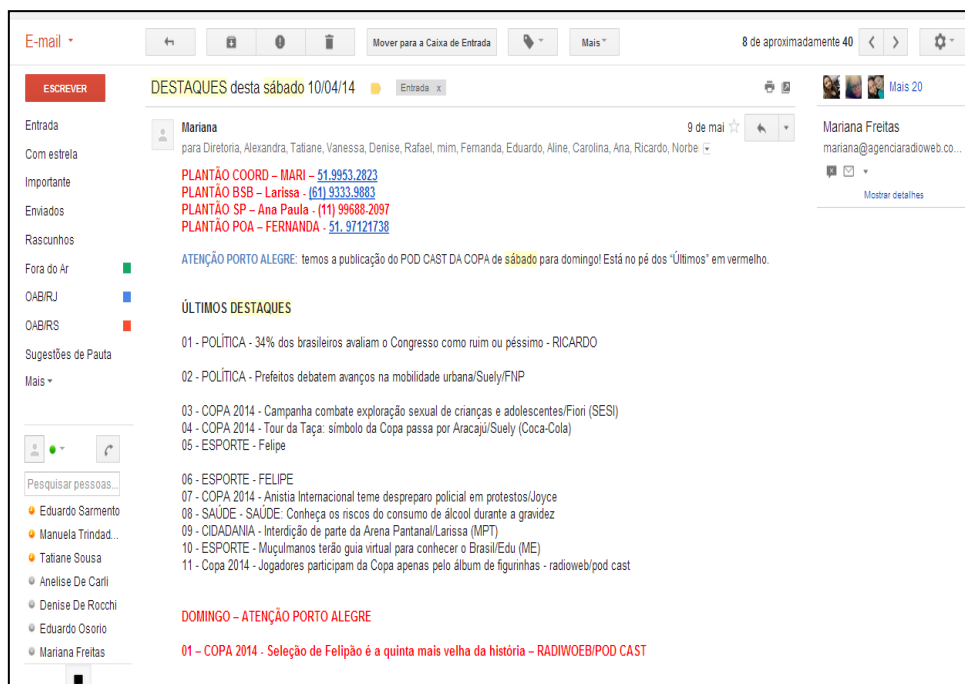 E-mail
Mover para a Caixa de Entrada
Mais
8 de aproximadamente 40
ESCREVER
Entrada
Com estrela
Importante
Enviados
Rascunhos
Fora do Ar
OAB/RJ
OAB/RS
Sugestões de Pauta
Mais
Pesquisar pessoas...
Eduardo Sarmento
Manuela Trindad...
Tatiane Sousa
Anelise De Carli
Denise De Rocchi
Eduardo Osorio
Mariana Freitas
DESTAQUES desta sábado 10/04/14 Entrada x
Mariana 9 de mai
para Diretoria, Alexandra, Tatiane, Vanessa, Denise, Rafael, mim, Fernanda, Eduardo, Aline, Carolina, Ana, Ricardo, Norbe
PLANTÃO COORD – MARI – 51.9953.2823
PLANTÃO BSB – Larissa - (61) 9333.9883
PLANTÃO SP – Ana Paula - (11) 99688-2097
PLANTÃO POA – FERNANDA - 51. 97121738
ATENÇÃO PORTO ALEGRE: temos a publicação do POD CAST DA COPA de sábado para domingo! Está no pé dos "Últimos" em vermelho.
ÚLTIMOS DESTAQUES
01 - POLÍTICA - 34% dos brasileiros avaliam o Congresso como ruim ou péssimo - RICARDO
02 - POLÍTICA - Prefeitos debatem avanços na mobilidade urbana/Suely/FNP
03 - COPA 2014 - Campanha combate exploração sexual de crianças e adolescentes/Fiori (SESI)
04 - COPA 2014 - Tour da Taça: símbolo da Copa passa por Aracajú/Suely (Coca-Cola)
05 - ESPORTE - Felipe
06 - ESPORTE - FELIPE
07 - COPA 2014 - Anistia Internacional teme despreparo policial em protestos/Joyce
08 - SAÚDE - SAÚDE: Conheça os riscos do consumo de álcool durante a gravidez
09 - CIDADANIA - Interdição de parte da Arena Pantanal/Larissa (MPT)
10 - ESPORTE - Muçulmanos terão guia virtual para conhecer o Brasil/Edu (ME)
11 - Copa 2014 - Jogadores participam da Copa apenas pelo álbum de figurinhas - radioweb/pod cast
DOMINGO – ATENÇÃO PORTO ALEGRE
01 – COPA 2014 - Seleção de Felipão é a quinta mais velha da história – RADIWOEB/POD CAST
Mais 20
Mariana Freitas
mariana@agenciaradioweb.co...
Mostrar detalhes